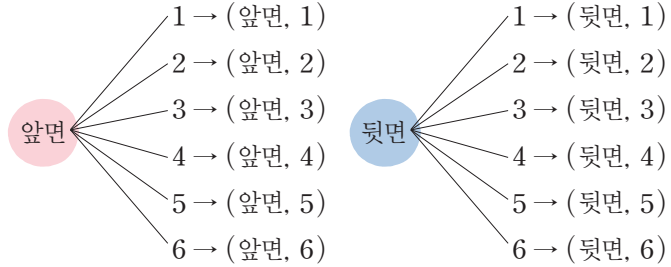 앞면
1 → (앞면, 1)
2 → (앞면, 2)
3 → (앞면, 3)
4 → (앞면, 4)
5 → (앞면, 5)
6 → (앞면, 6)
뒷면
1 → (뒷면, 1)
2 → (뒷면, 2)
3 → (뒷면, 3)
4 → (뒷면, 4)
5 → (뒷면, 5)
6 → (뒷면, 6)